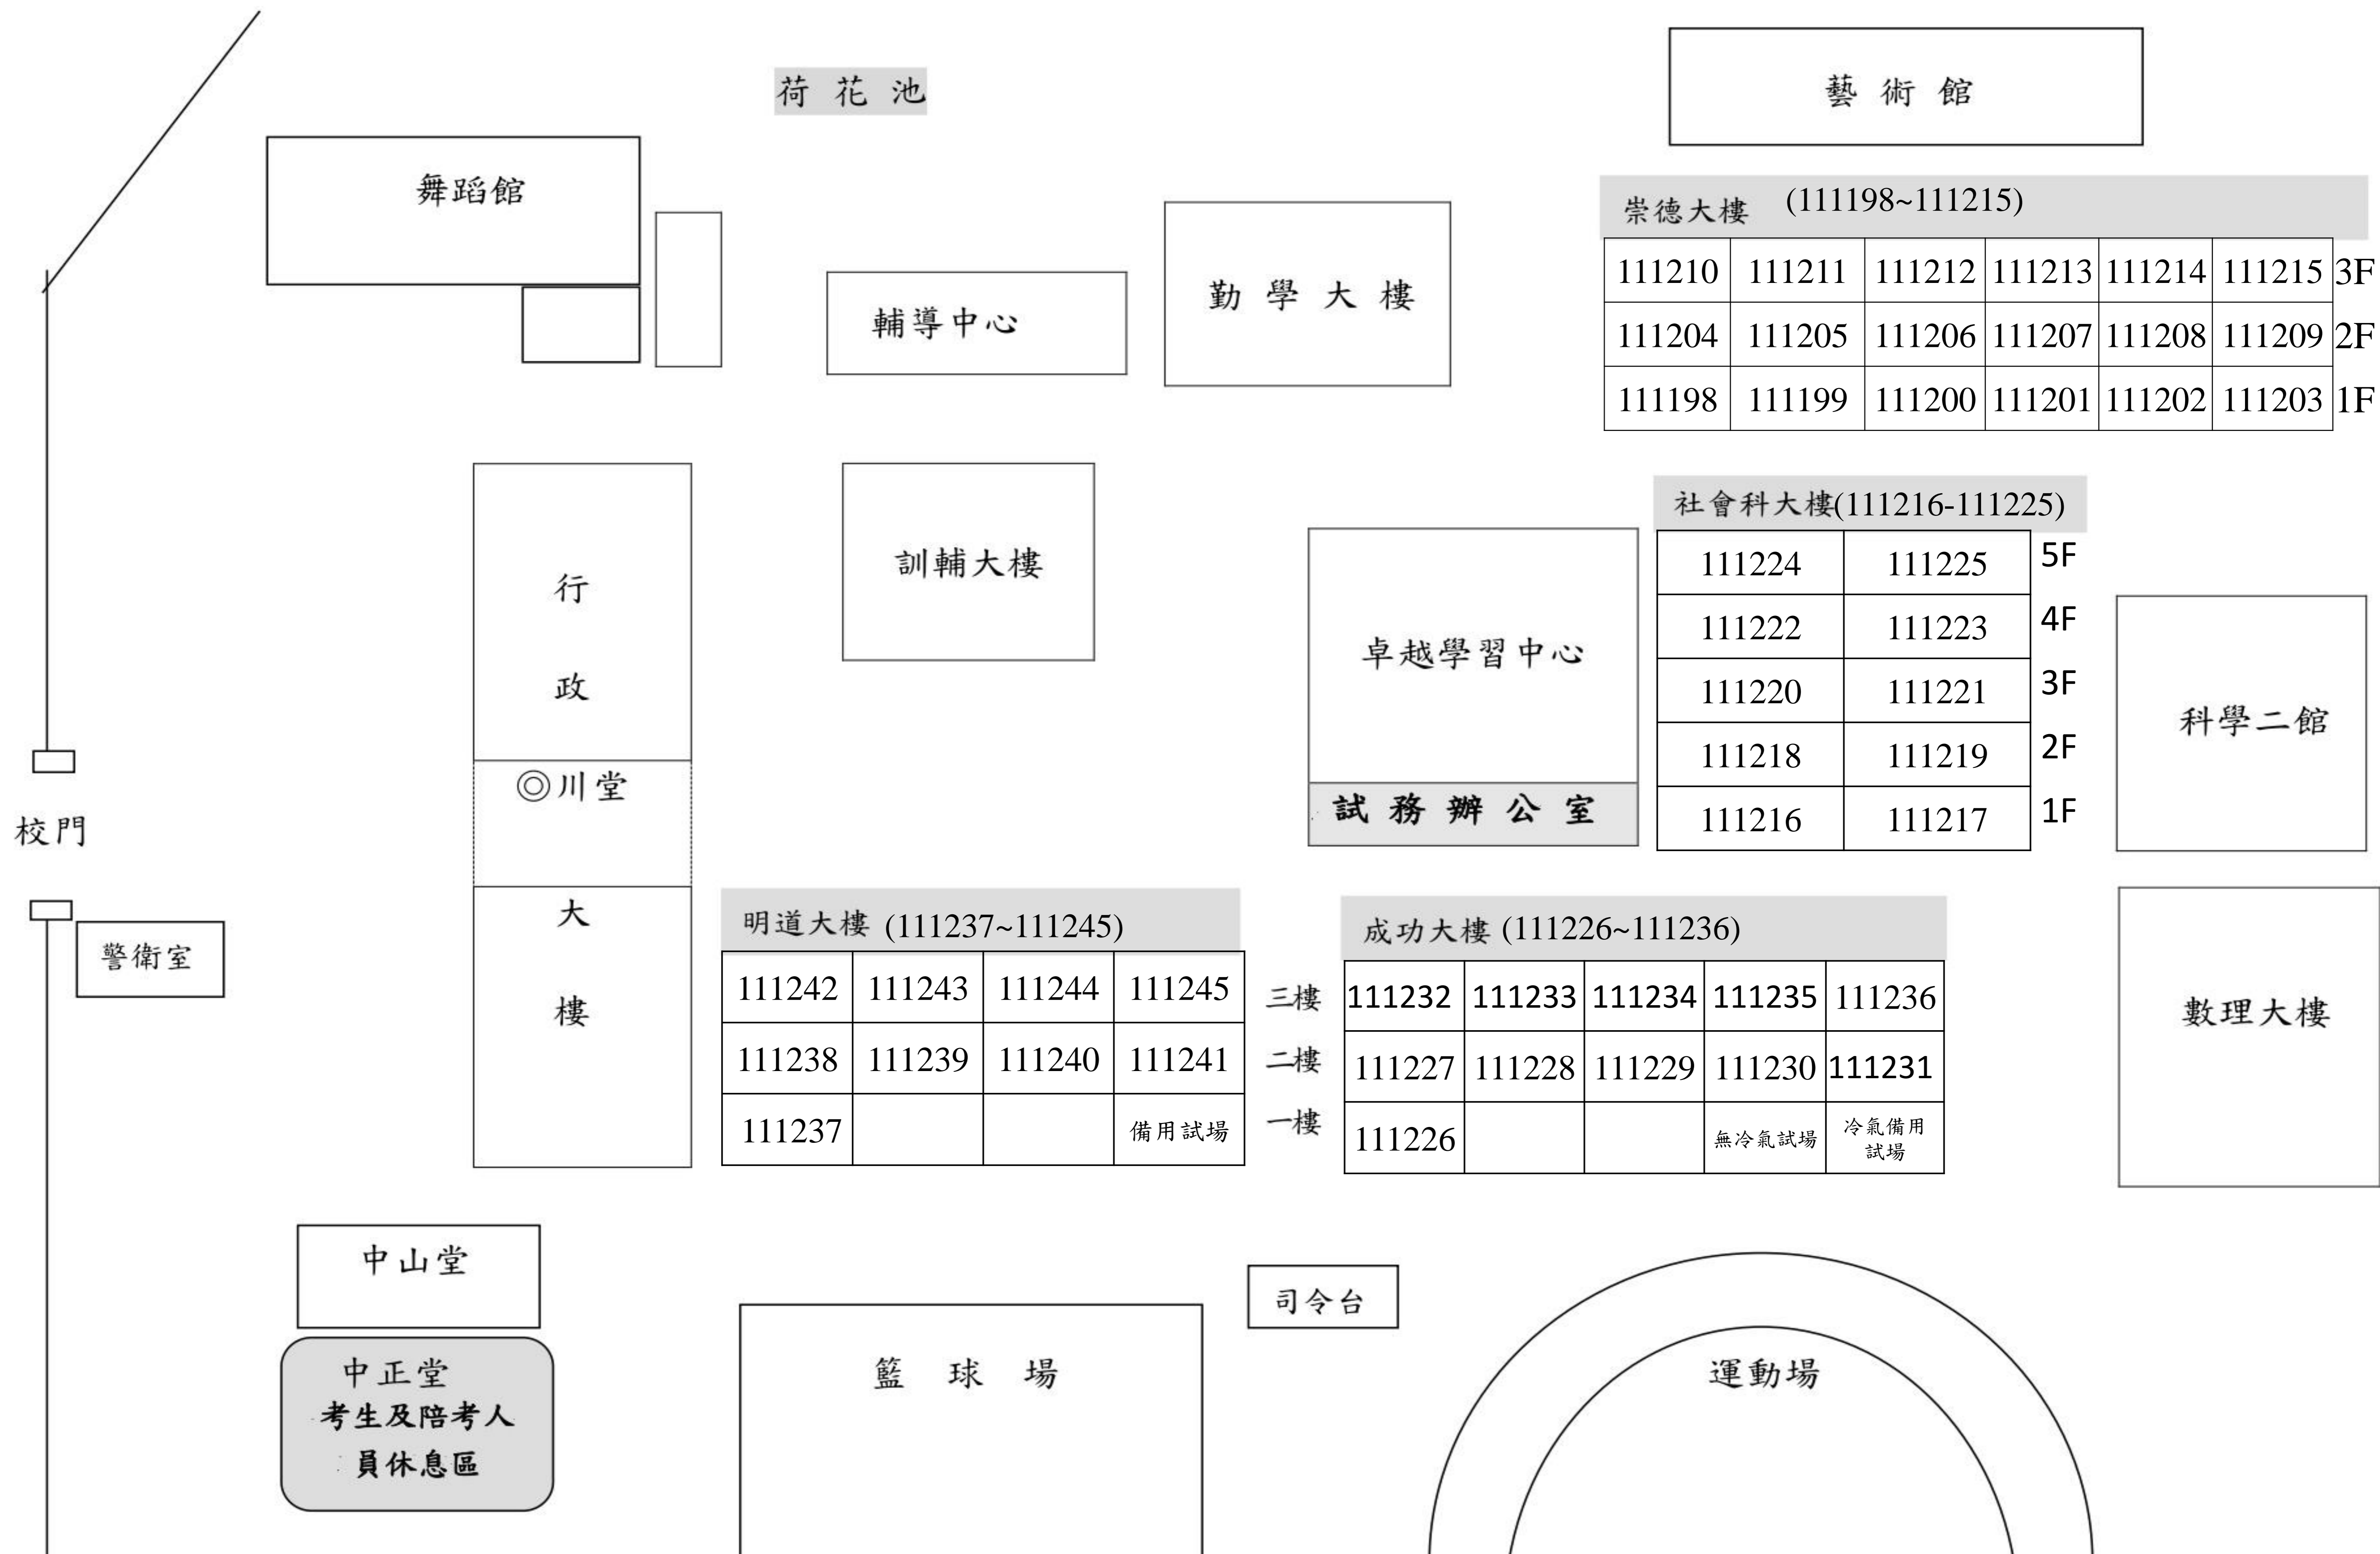 荷花池
藝術館
舞蹈館
崇德大樓 (111198~111215)
111210 111211 111212 111213 111214 111215 3F
111204 111205 111206 111207 111208 111209 2F
111198 111199 111200 111201 111202 111203 1F
勤學大樓
輔導中心
訓輔大樓
行政
◎川堂
大樓
卓越學習中心
試務辦公室
社會科大樓(111216-111225)
111224 111225 5F
111222 111223 4F
111220 111221 3F
111218 111219 2F
111216 111217 1F
科學二館
校門
警衛室
明道大樓 (111237~111245)
111242 111243 111244 111245
111238 111239 111240 111241
111237 備用試場
三樓
二樓
一樓
成功大樓 (111226~111236)
111232 111233 111234 111235 111236
111227 111228 111229 111230 111231
111226 無冷氣試場 冷氣備用
試場
數理大樓
中山堂
中正堂
考生及陪考人
員休息區
籃球場
司令台
運動場